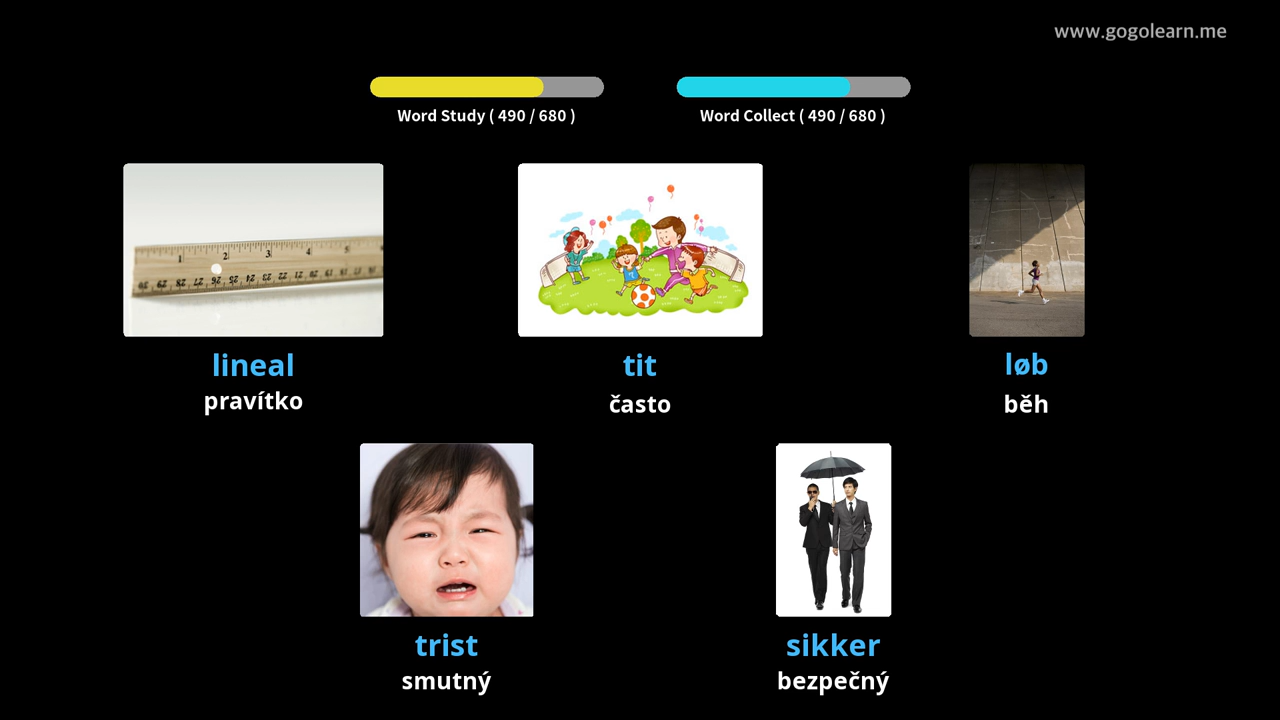 www.gogolearn.me
Word Study ( 490 / 680 )
Word Collect ( 490 / 680 )
lineal
pravítko
tit
často
løb
běh
trist
smutný
sikker
bezpečný